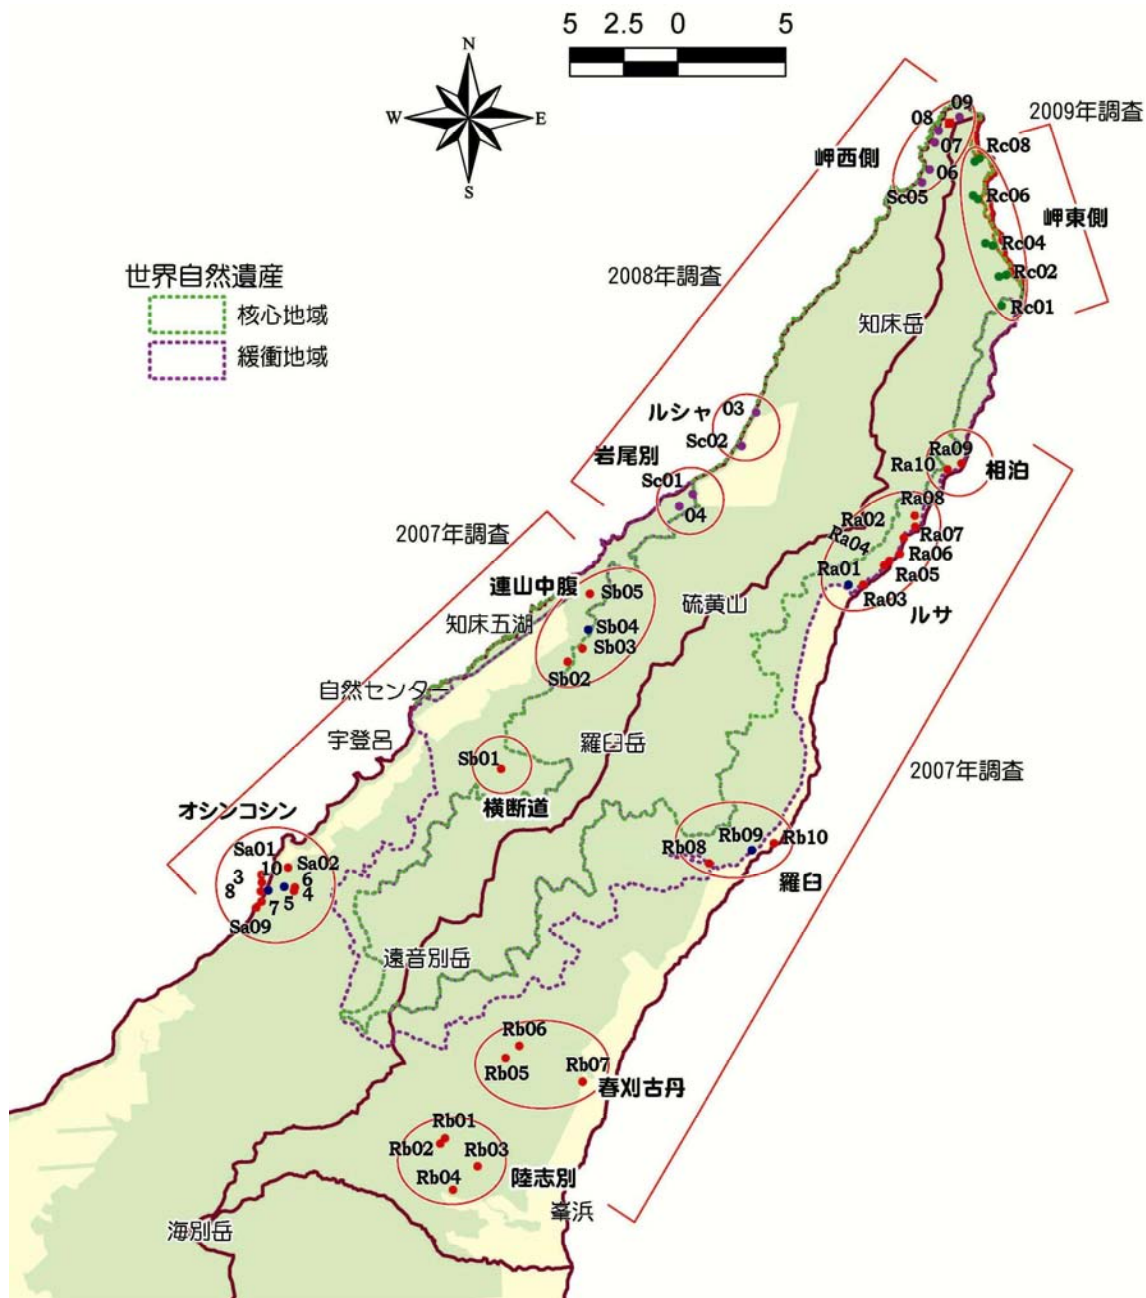 5 2.5 0 5
N
W E
S
世界自然遺産
核心地域
緩衝地域
2009年調査
09
08
07
06
Sc05
岬西側
Rc08
Rc06
岬東側
Rc04
Rc02
Rc01
2008年調査
知床岳
ルシャ
03
Sc02
岩尾別
Sc01
04
Ra09
Ra10
相泊
Ra08
Ra02
Ra07
Ra04
Ra06
Ra01
Ra05
Ra03
ルサ
2007年調査
連山中腹
Sb05
硫黄山
知床五湖
Sb04
Sb03
Sb02
自然センター
宇登呂
羅臼岳
Sb01
横断道
2007年調査
オシンコシン
Sa01
10
Sa02
3
6
8
4
7
5
Sa09
Rb09
Rb10
Rb08
羅臼
遠音別岳
Rb06
Rb05
Rb07
春刈古丹
Rb01
Rb02
Rb03
Rb04
陸志別
峯浜
海別岳